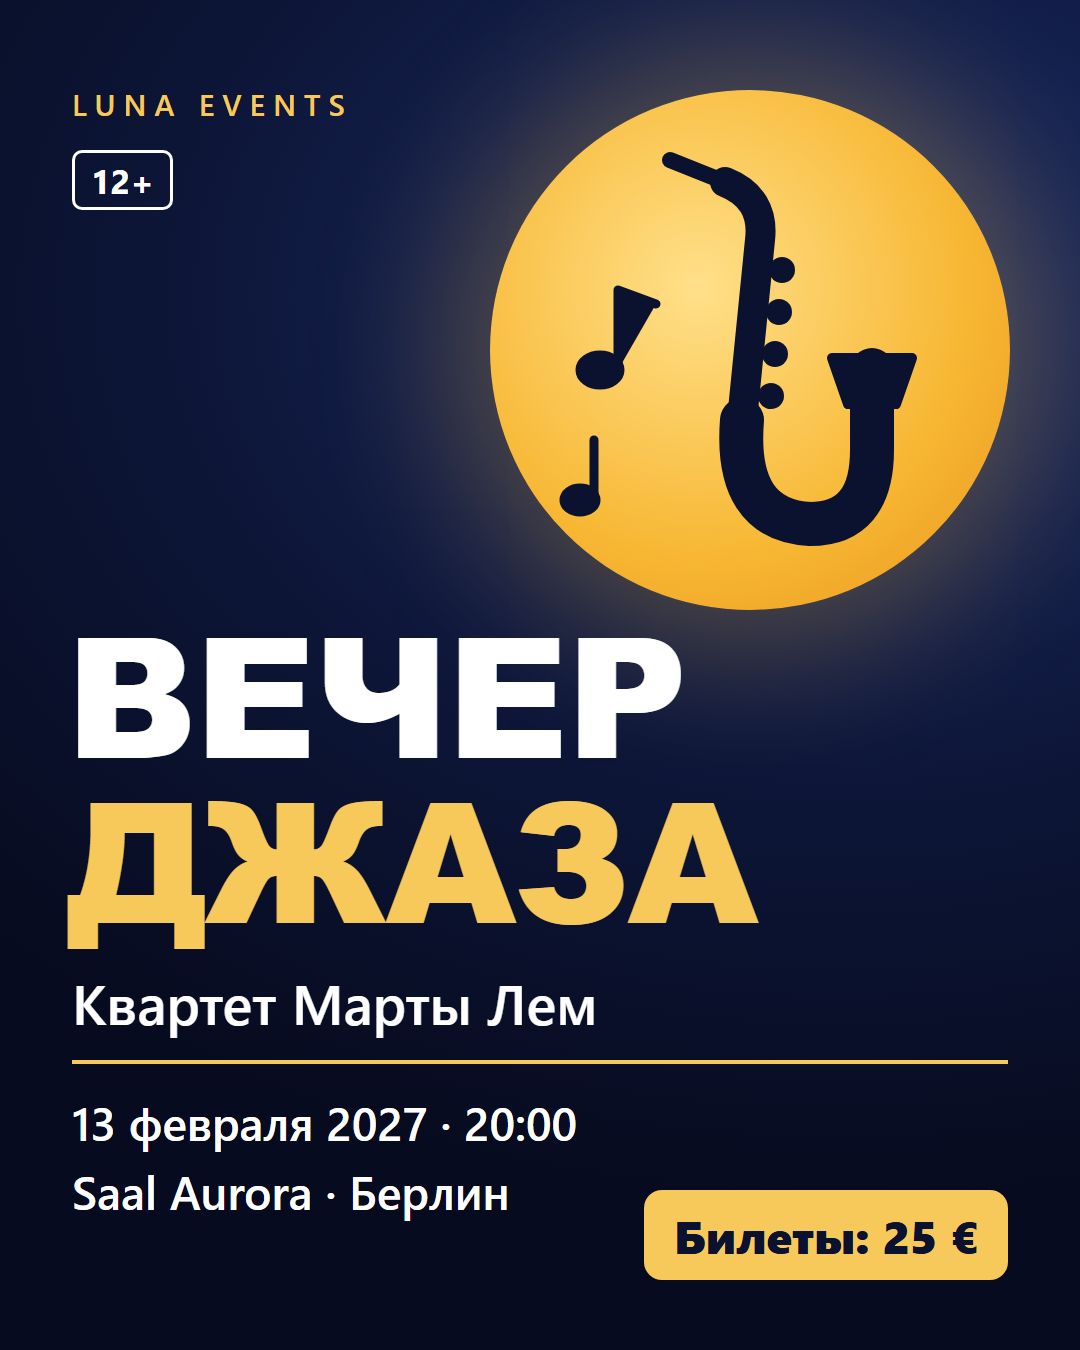 LUNA EVENTS
12+
ВЕЧЕР
ДЖАЗА
Квартет Марты Лем
13 февраля 2027 · 20:00
Saal Aurora · Берлин
Билеты: 25 €